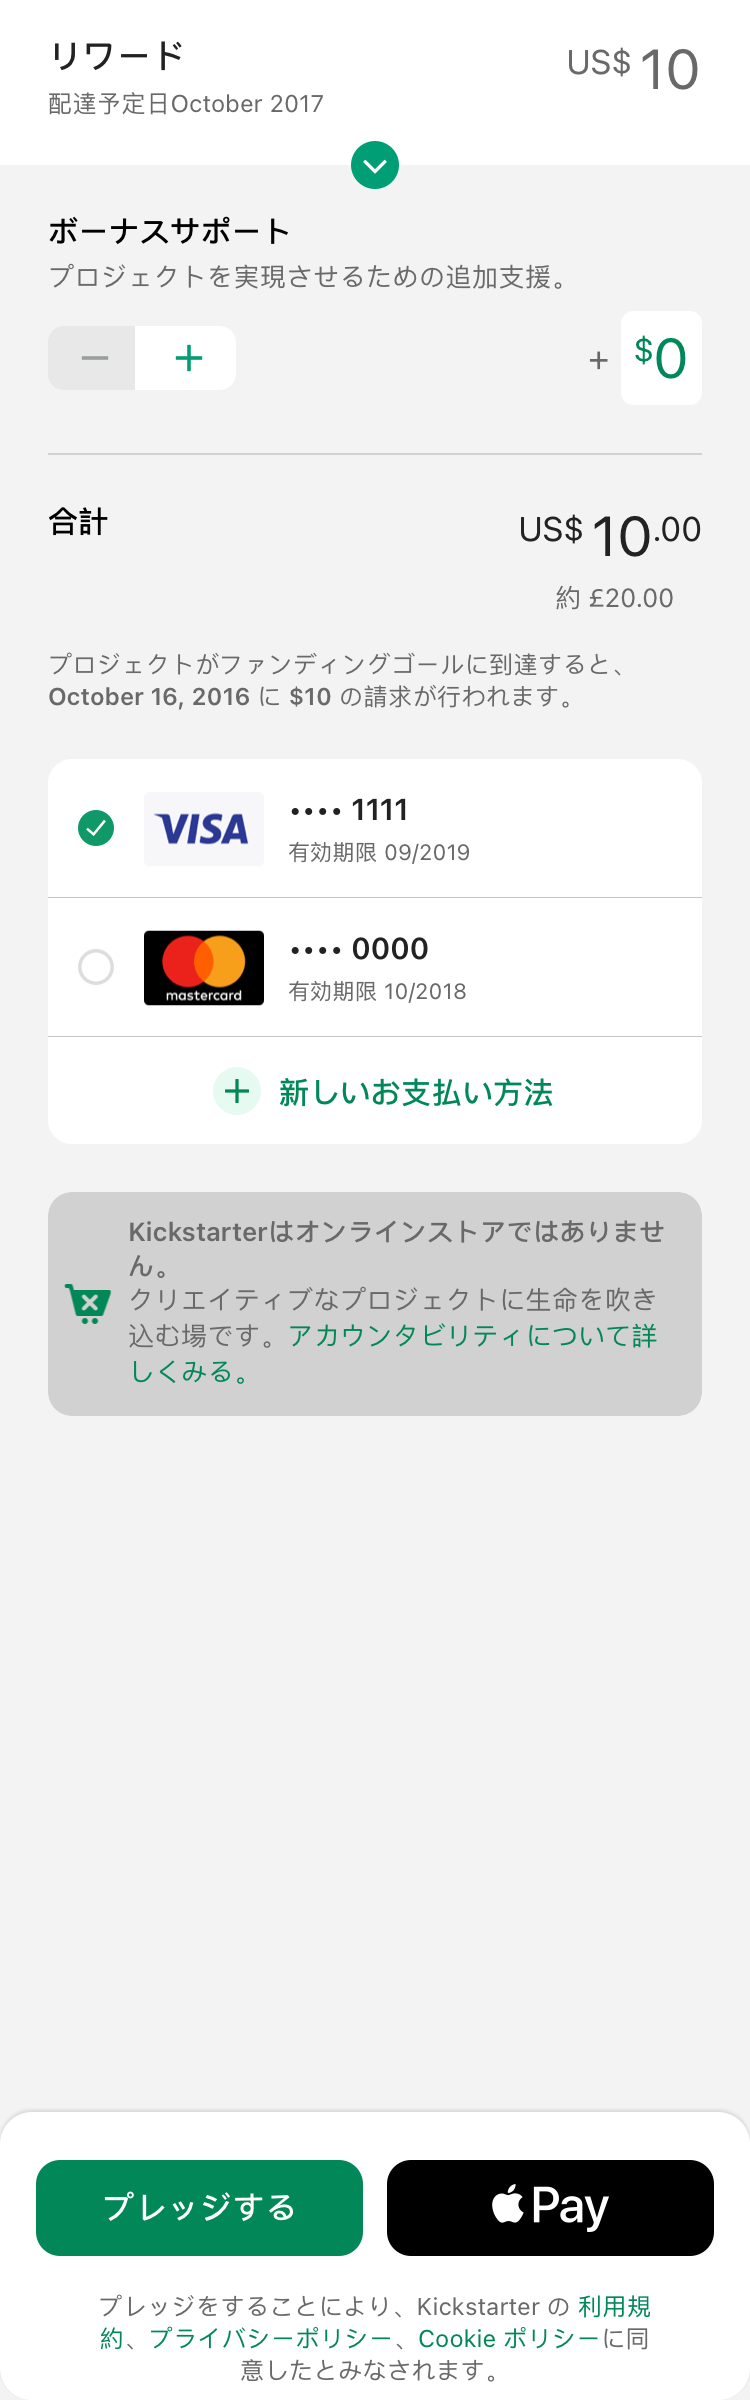 リワード
US$ 10
配達予定日October 2017
ボーナスサポート
プロジェクトを実現させるための追加支援。
+ $0
合計
US$ 10.00
約 £20.00
プロジェクトがファンディングゴールに到達すると、
October 16, 2016 に $10 の請求が行われます。
VISA
•••• 1111
有効期限 09/2019
mastercard
•••• 0000
有効期限 10/2018
新しいお支払い方法
Kickstarterはオンラインストアではありませ
ん。
クリエイティブなプロジェクトに生命を吹き
込む場です。アカウンタビリティについて詳
しくみる。
プレッジする
Pay
プレッジをすることにより、Kickstarter の 利用規
約、プライバシーポリシー、Cookie ポリシーに同
意したとみなされます。